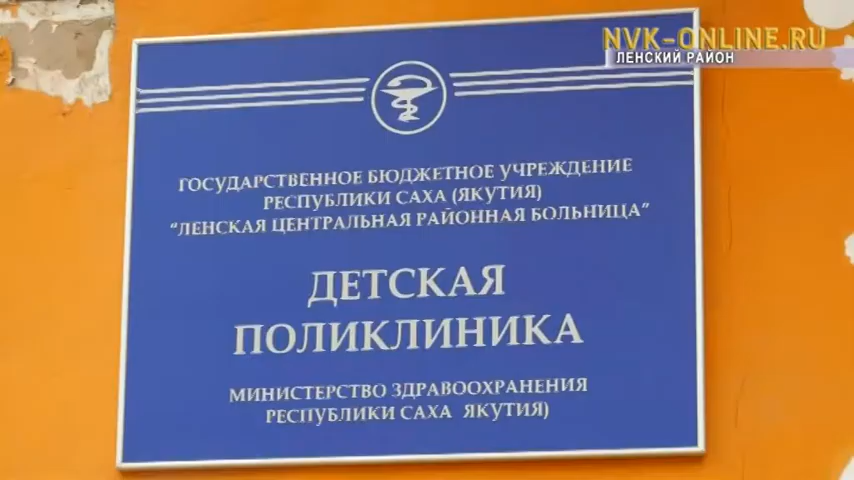 NVK-ONLINE.RU
ЛЕНСКИЙ РАЙОН
ГОСУДАРСТВЕННОЕ БЮДЖЕТНОЕ УЧРЕЖДЕНИЕ
РЕСПУБЛИКИ САХА (ЯКУТИЯ)
“ЛЕНСКАЯ ЦЕНТРАЛЬНАЯ РАЙОННАЯ БОЛЬНИЦА”
ДЕТСКАЯ
ПОЛИКЛИНИКА
МИНИСТЕРСТВО ЗДРАВООХРАНЕНИЯ
РЕСПУБЛИКИ САХА ЯКУТИЯ)